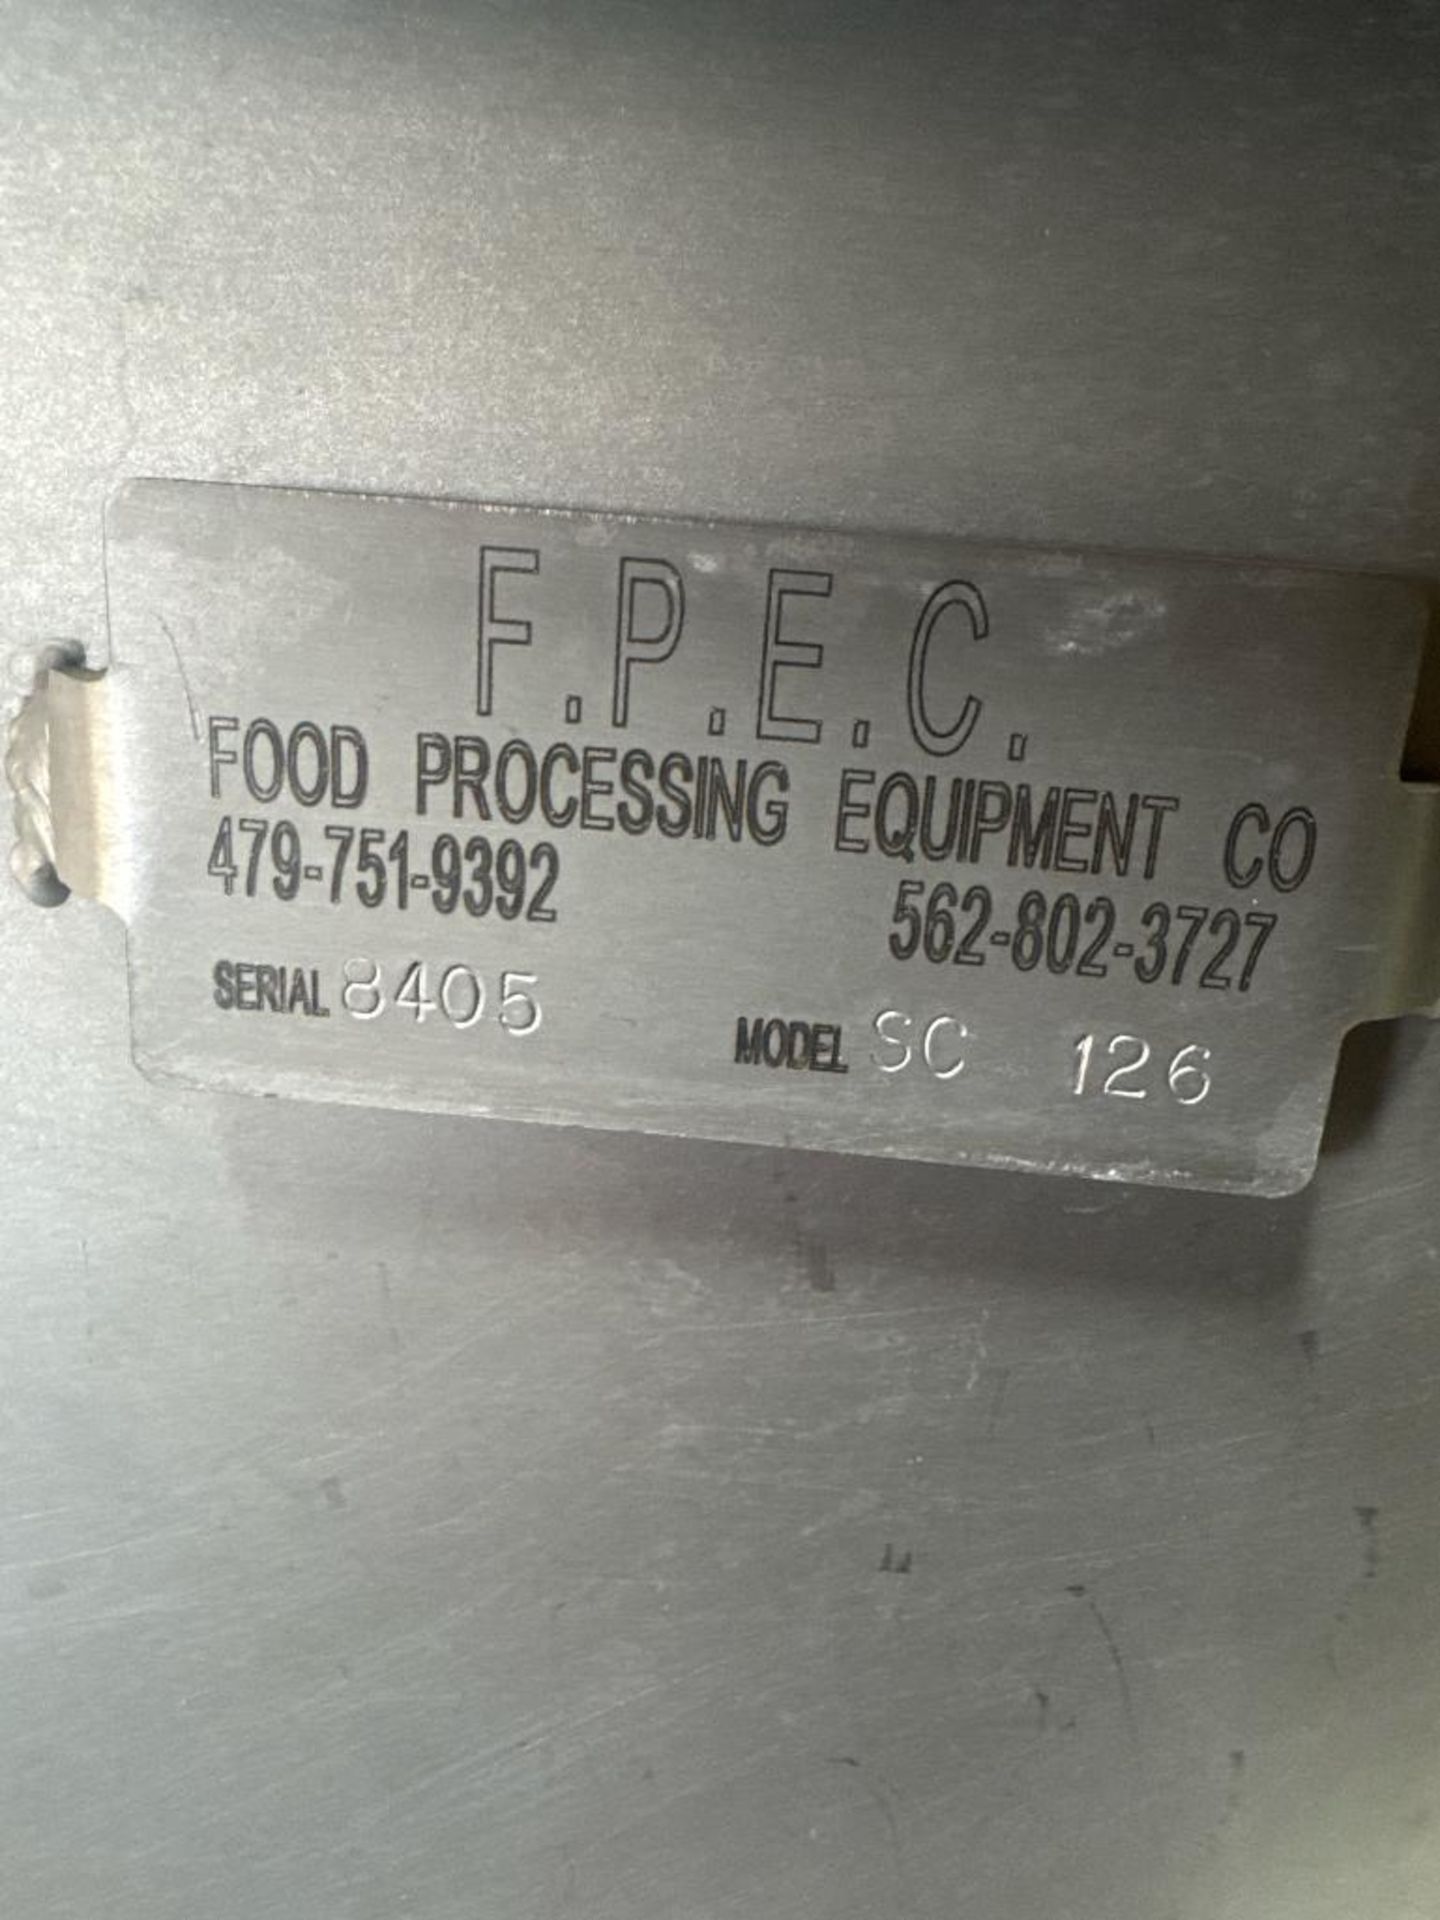 F.P.E.C.
FOOD PROCESSING EQUIPMENT CO
479-751-9392 562-802-3727
SERIAL 8405 MODEL SC 126